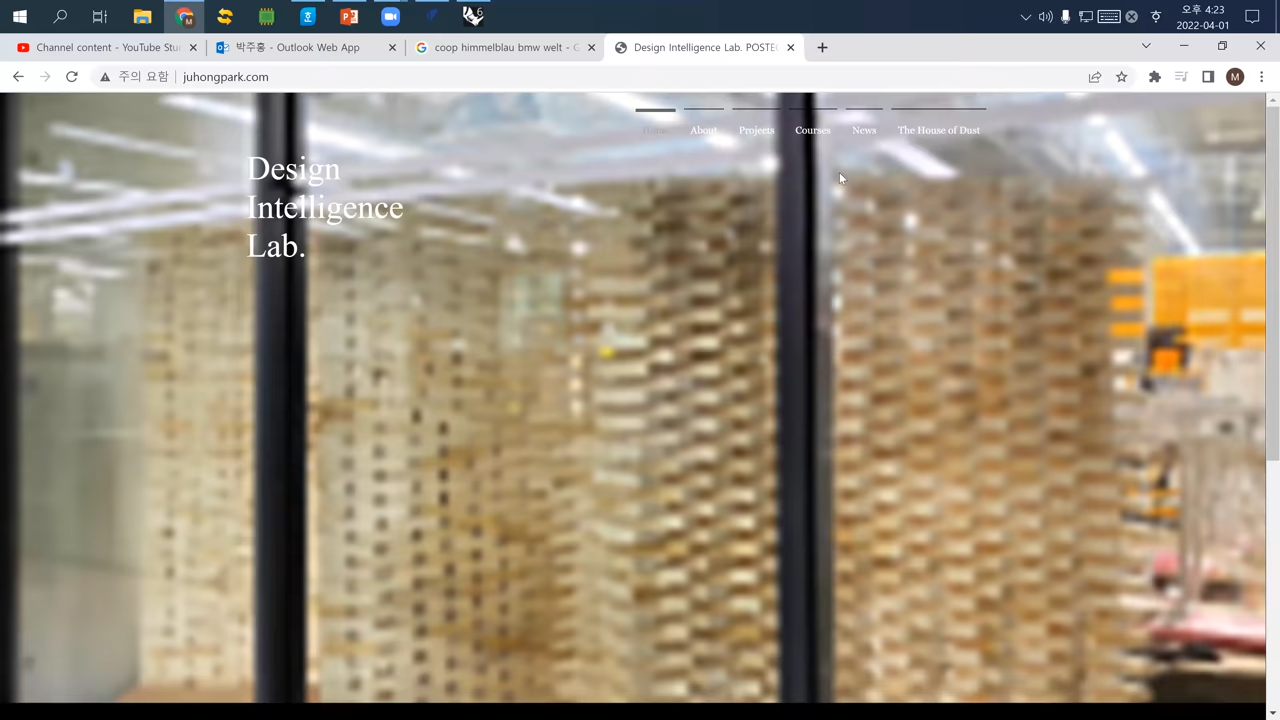 6
오후 4:23
2022-04-01
Channel content - YouTube Stu
박주홍 - Outlook Web App
coop himmelblau bmw welt - G
Design Intelligence Lab. POSTEC
주의 요함 juhongpark.com
M
Home About Projects Courses News The House of Dust
Design
Intelligence
Lab.